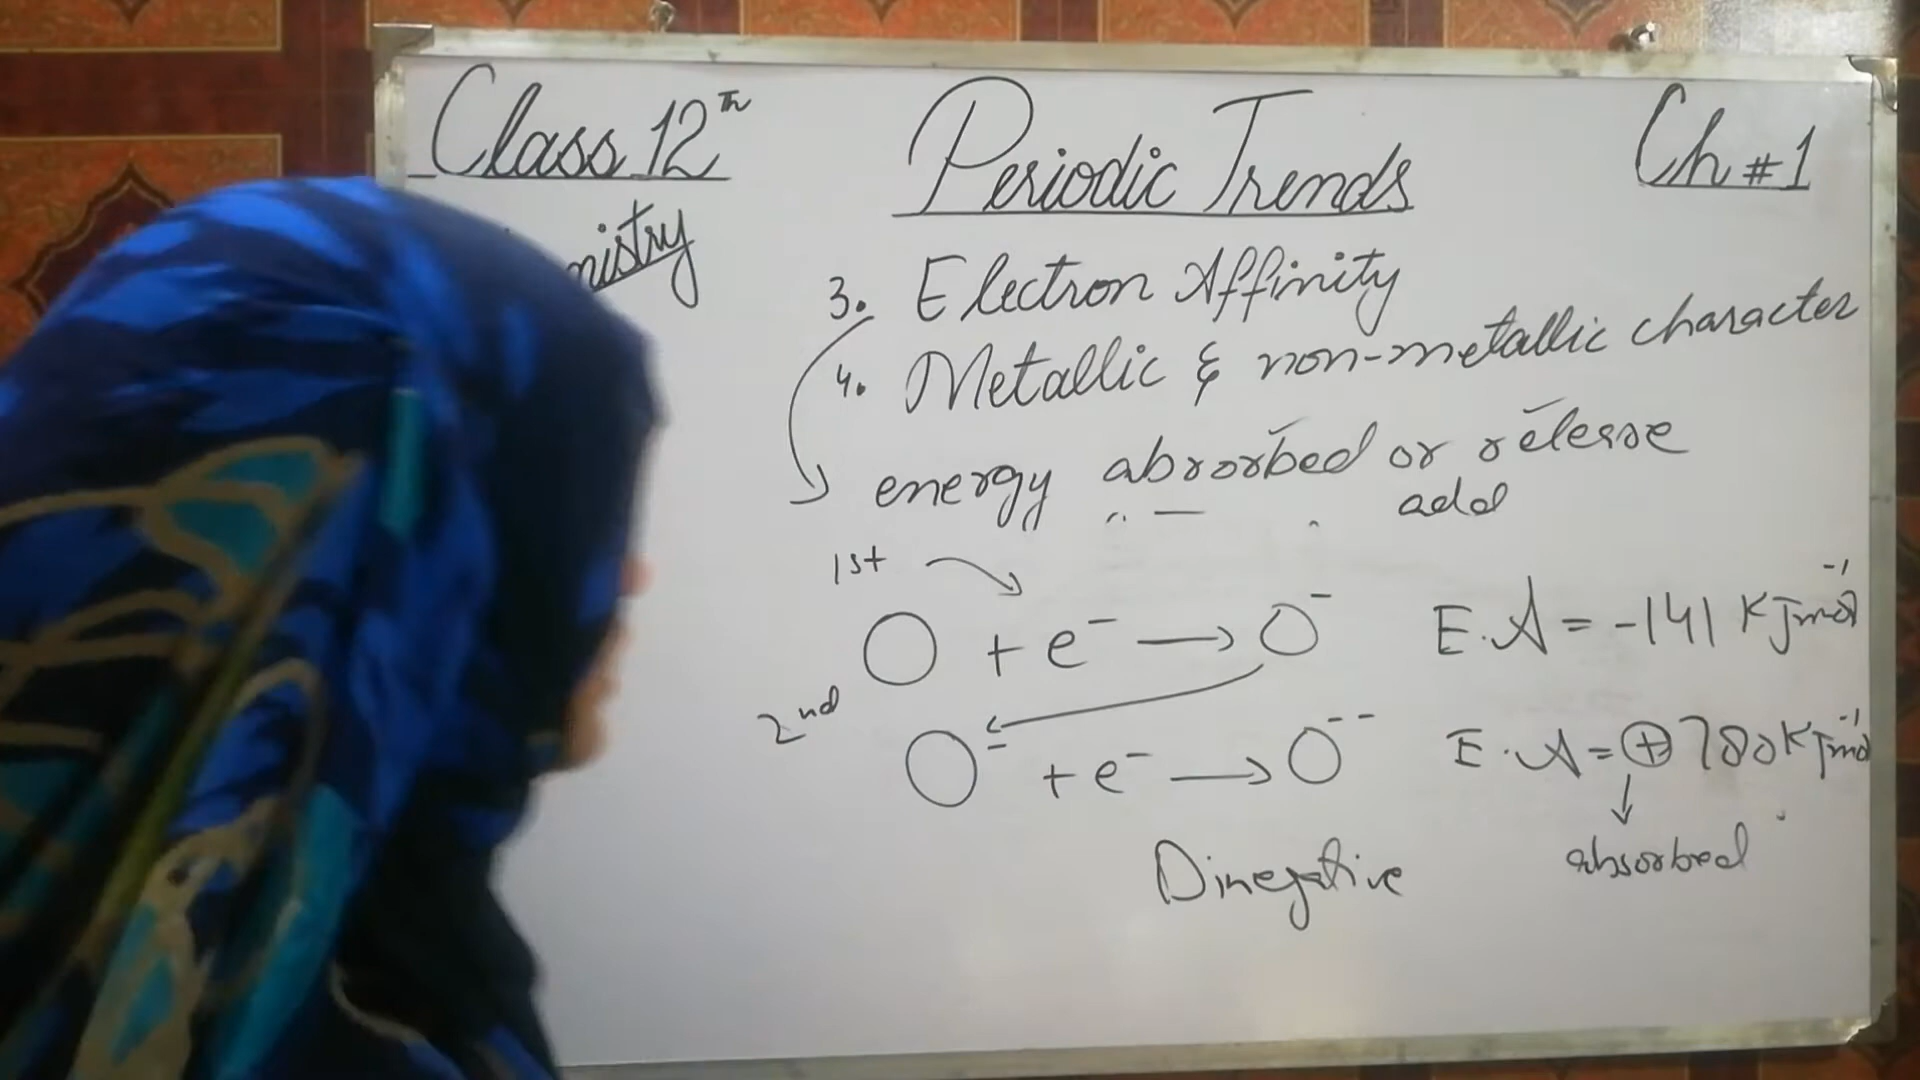 Class 12th
Periodic Trends
Ch # 1
mistry
3. Electron Affinity
4. Metallic & non-metallic character
energy absorbed or release
add
1st
O + e⁻ → O⁻ E.A = -141 KJmol⁻¹
2nd
O⁻ + e⁻ → O⁻⁻ E.A = ⊕ 780 KJmol⁻¹
Dinegative
absorbed